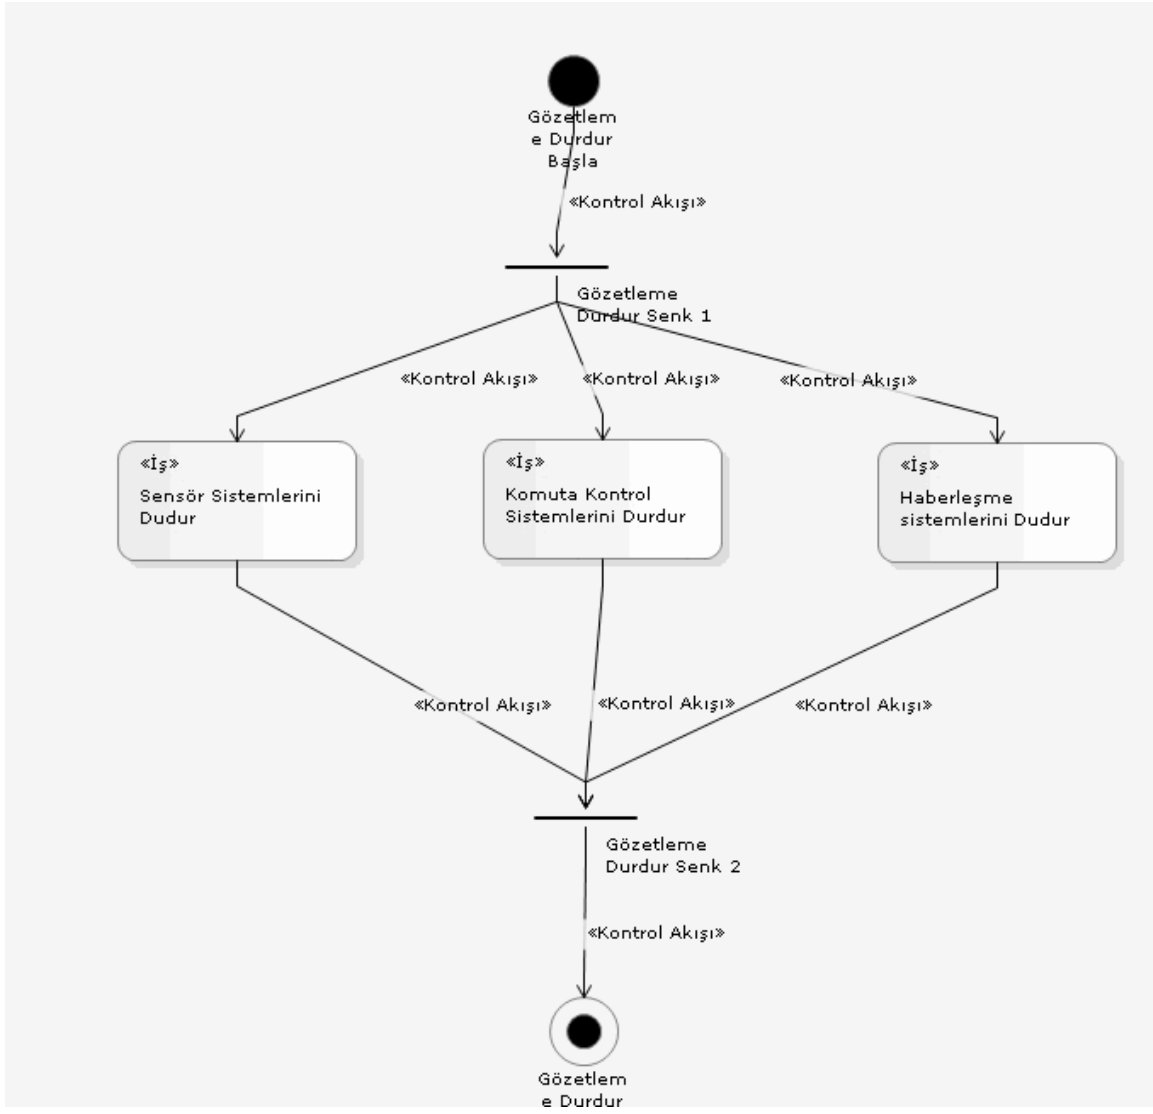 Gözetlem
e Durdur
Başla
«Kontrol Akışı»
Gözetleme
Durdur Senk 1
«Kontrol Akışı»
«Kontrol Akışı»
«Kontrol Akışı»
«İş»
Sensör Sistemlerini
Dudur
«İş»
Komuta Kontrol
Sistemlerini Durdur
«İş»
Haberleşme
sistemlerini Dudur
«Kontrol Akışı»
«Kontrol Akışı»
«Kontrol Akışı»
Gözetleme
Durdur Senk 2
«Kontrol Akışı»
Gözetlem
e Durdur